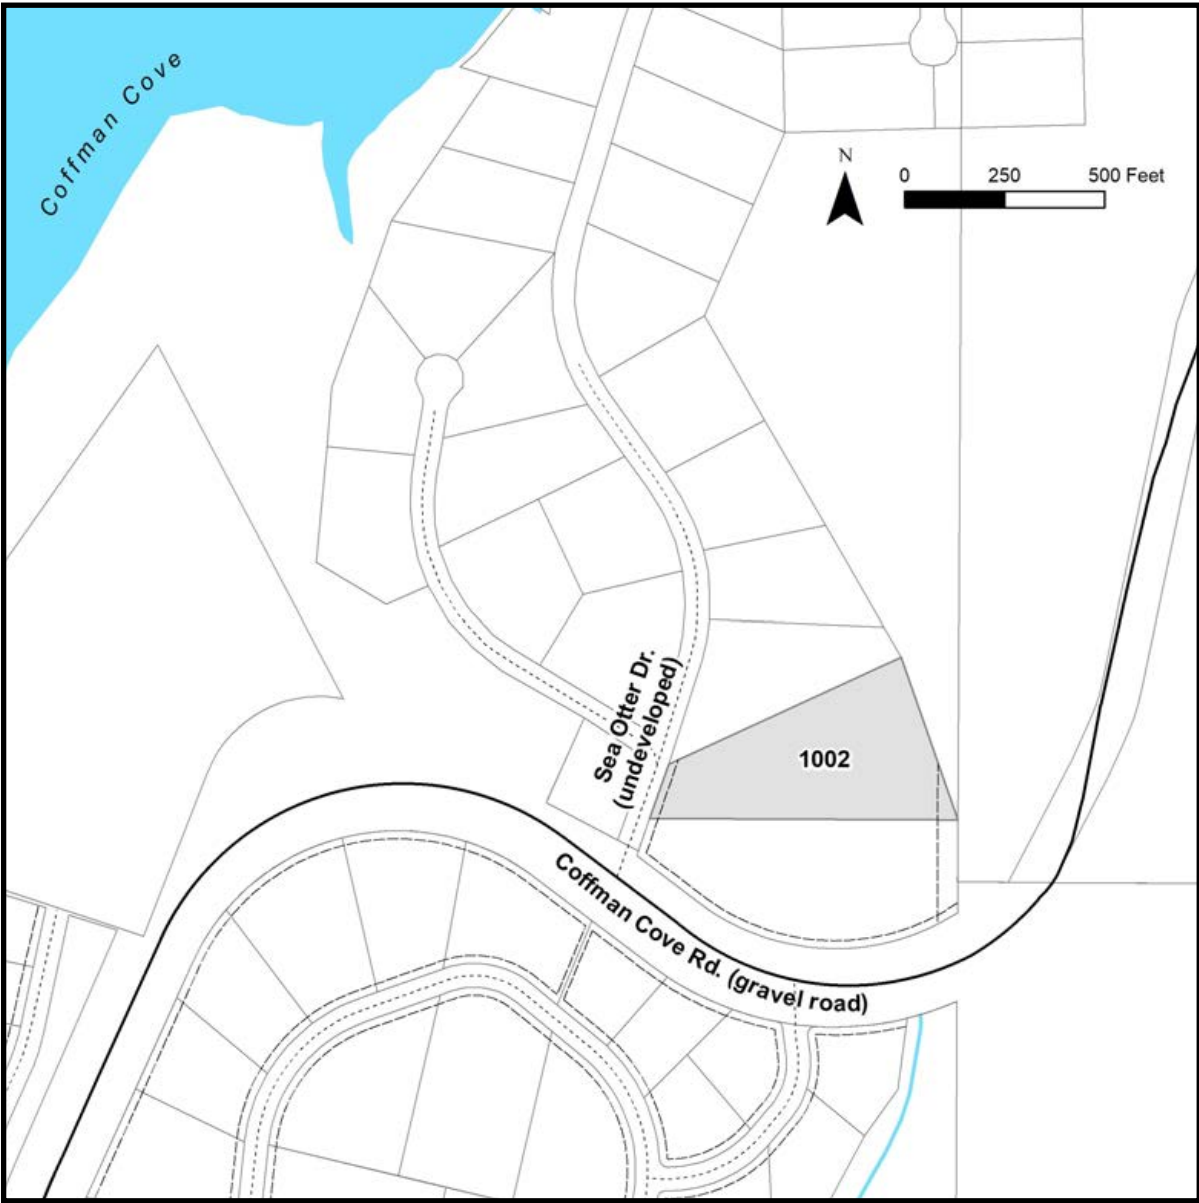 Coffman Cove
N
0 250 500 Feet
Sea Otter Dr.
(undeveloped)
1002
Coffman Cove Rd. (gravel road)